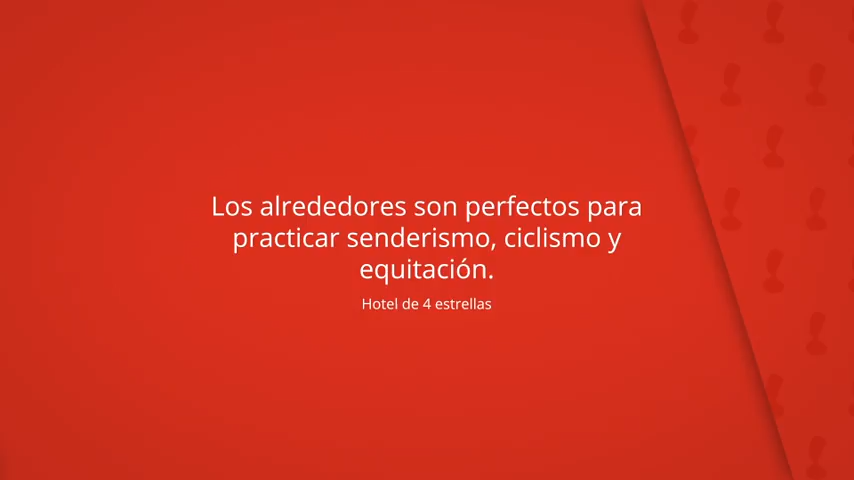 Los alrededores son perfectos para
practicar senderismo, ciclismo y
equitación.
Hotel de 4 estrellas